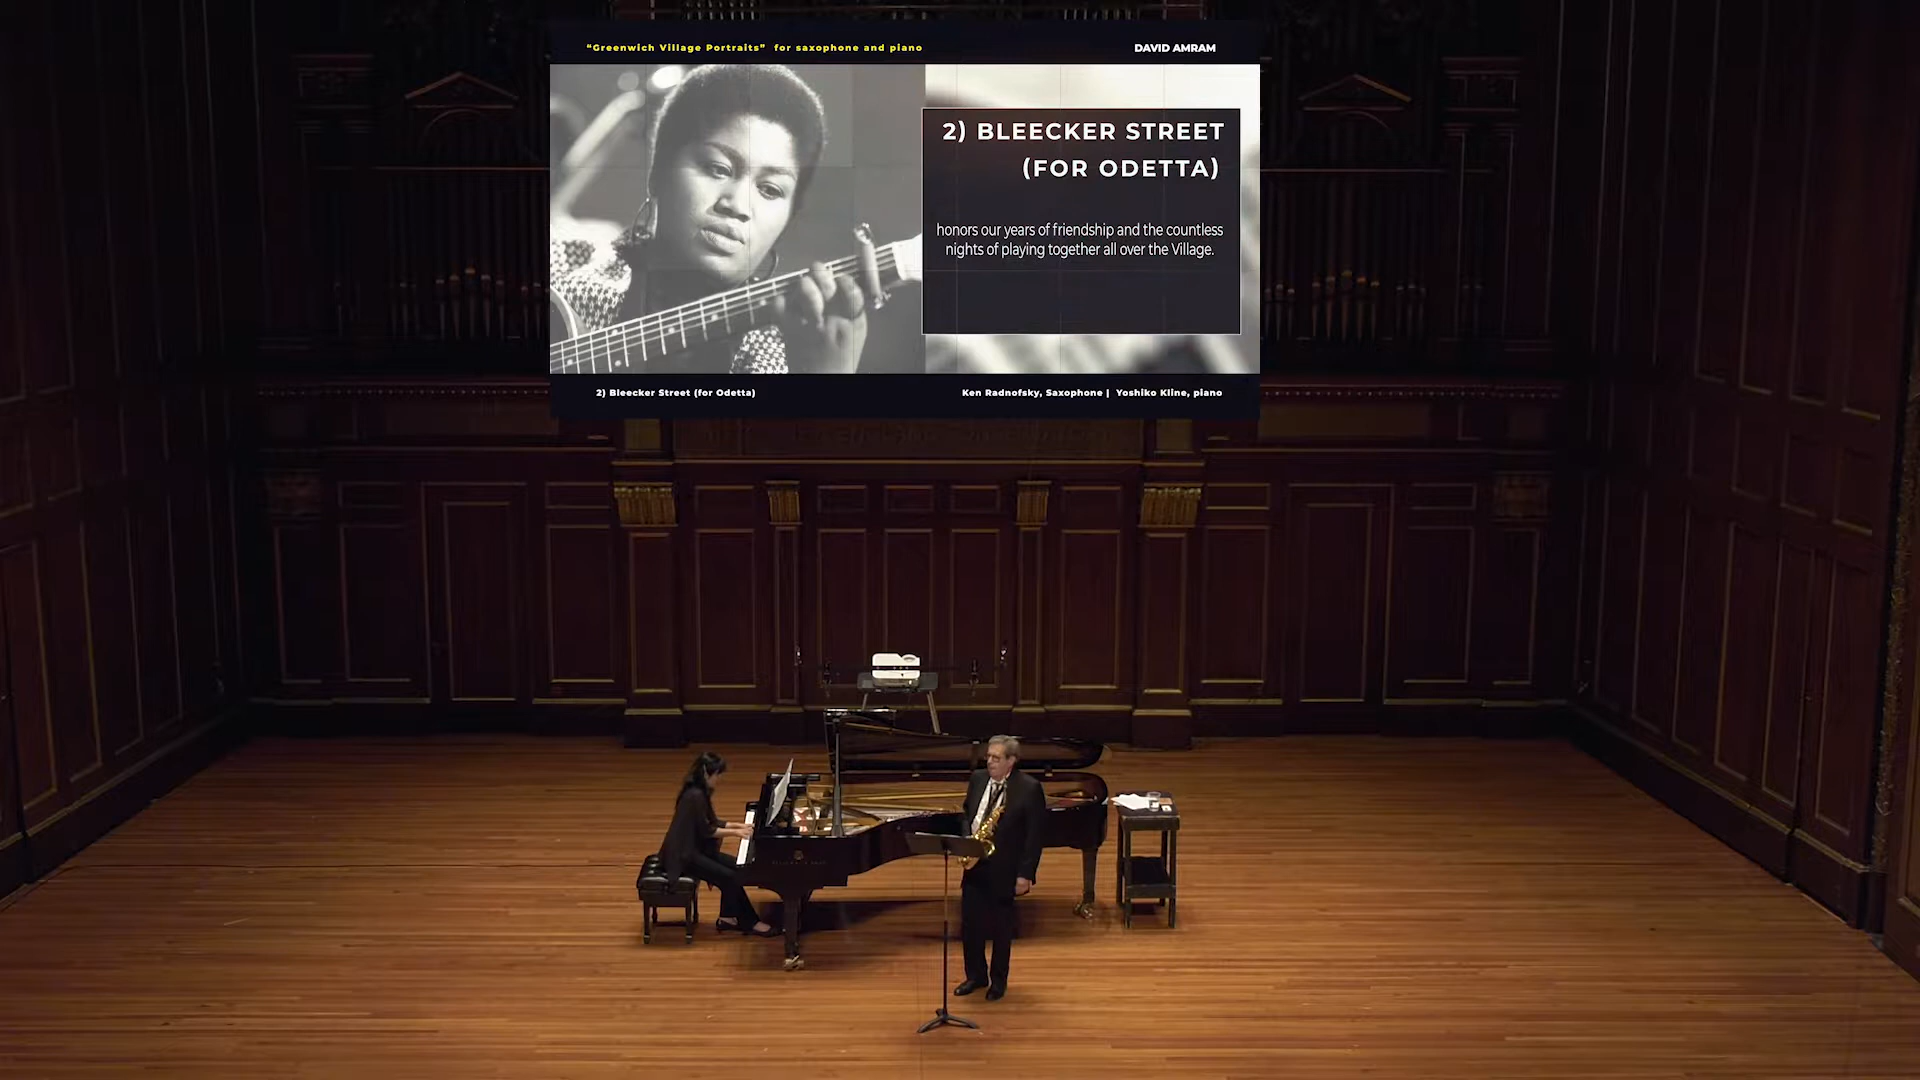 “Greenwich Village Portraits” for saxophone and piano
DAVID AMRAM
2) BLEECKER STREET
(FOR ODETTA)
honors our years of friendship and the countless
nights of playing together all over the Village.
2) Bleecker Street (for Odetta)
Ken Radnofsky, Saxophone | Yoshiko Kline, piano